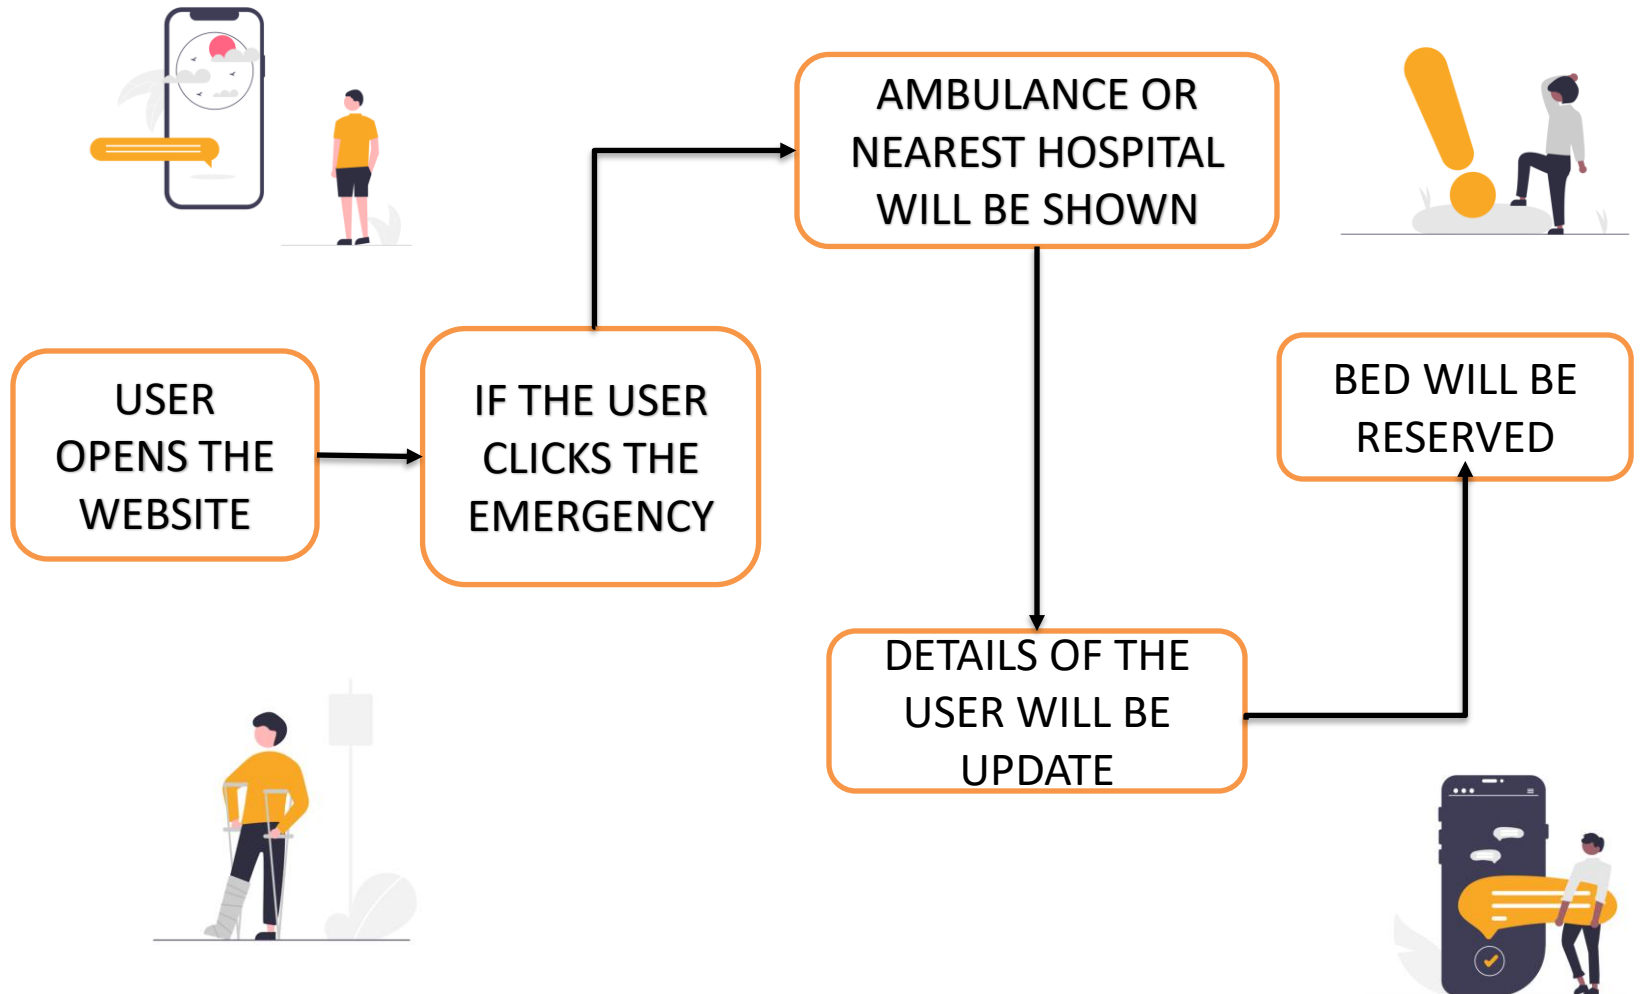 USER
OPENS THE
WEBSITE
IF THE USER
CLICKS THE
EMERGENCY
AMBULANCE OR
NEAREST HOSPITAL
WILL BE SHOWN
DETAILS OF THE
USER WILL BE
UPDATE
BED WILL BE
RESERVED